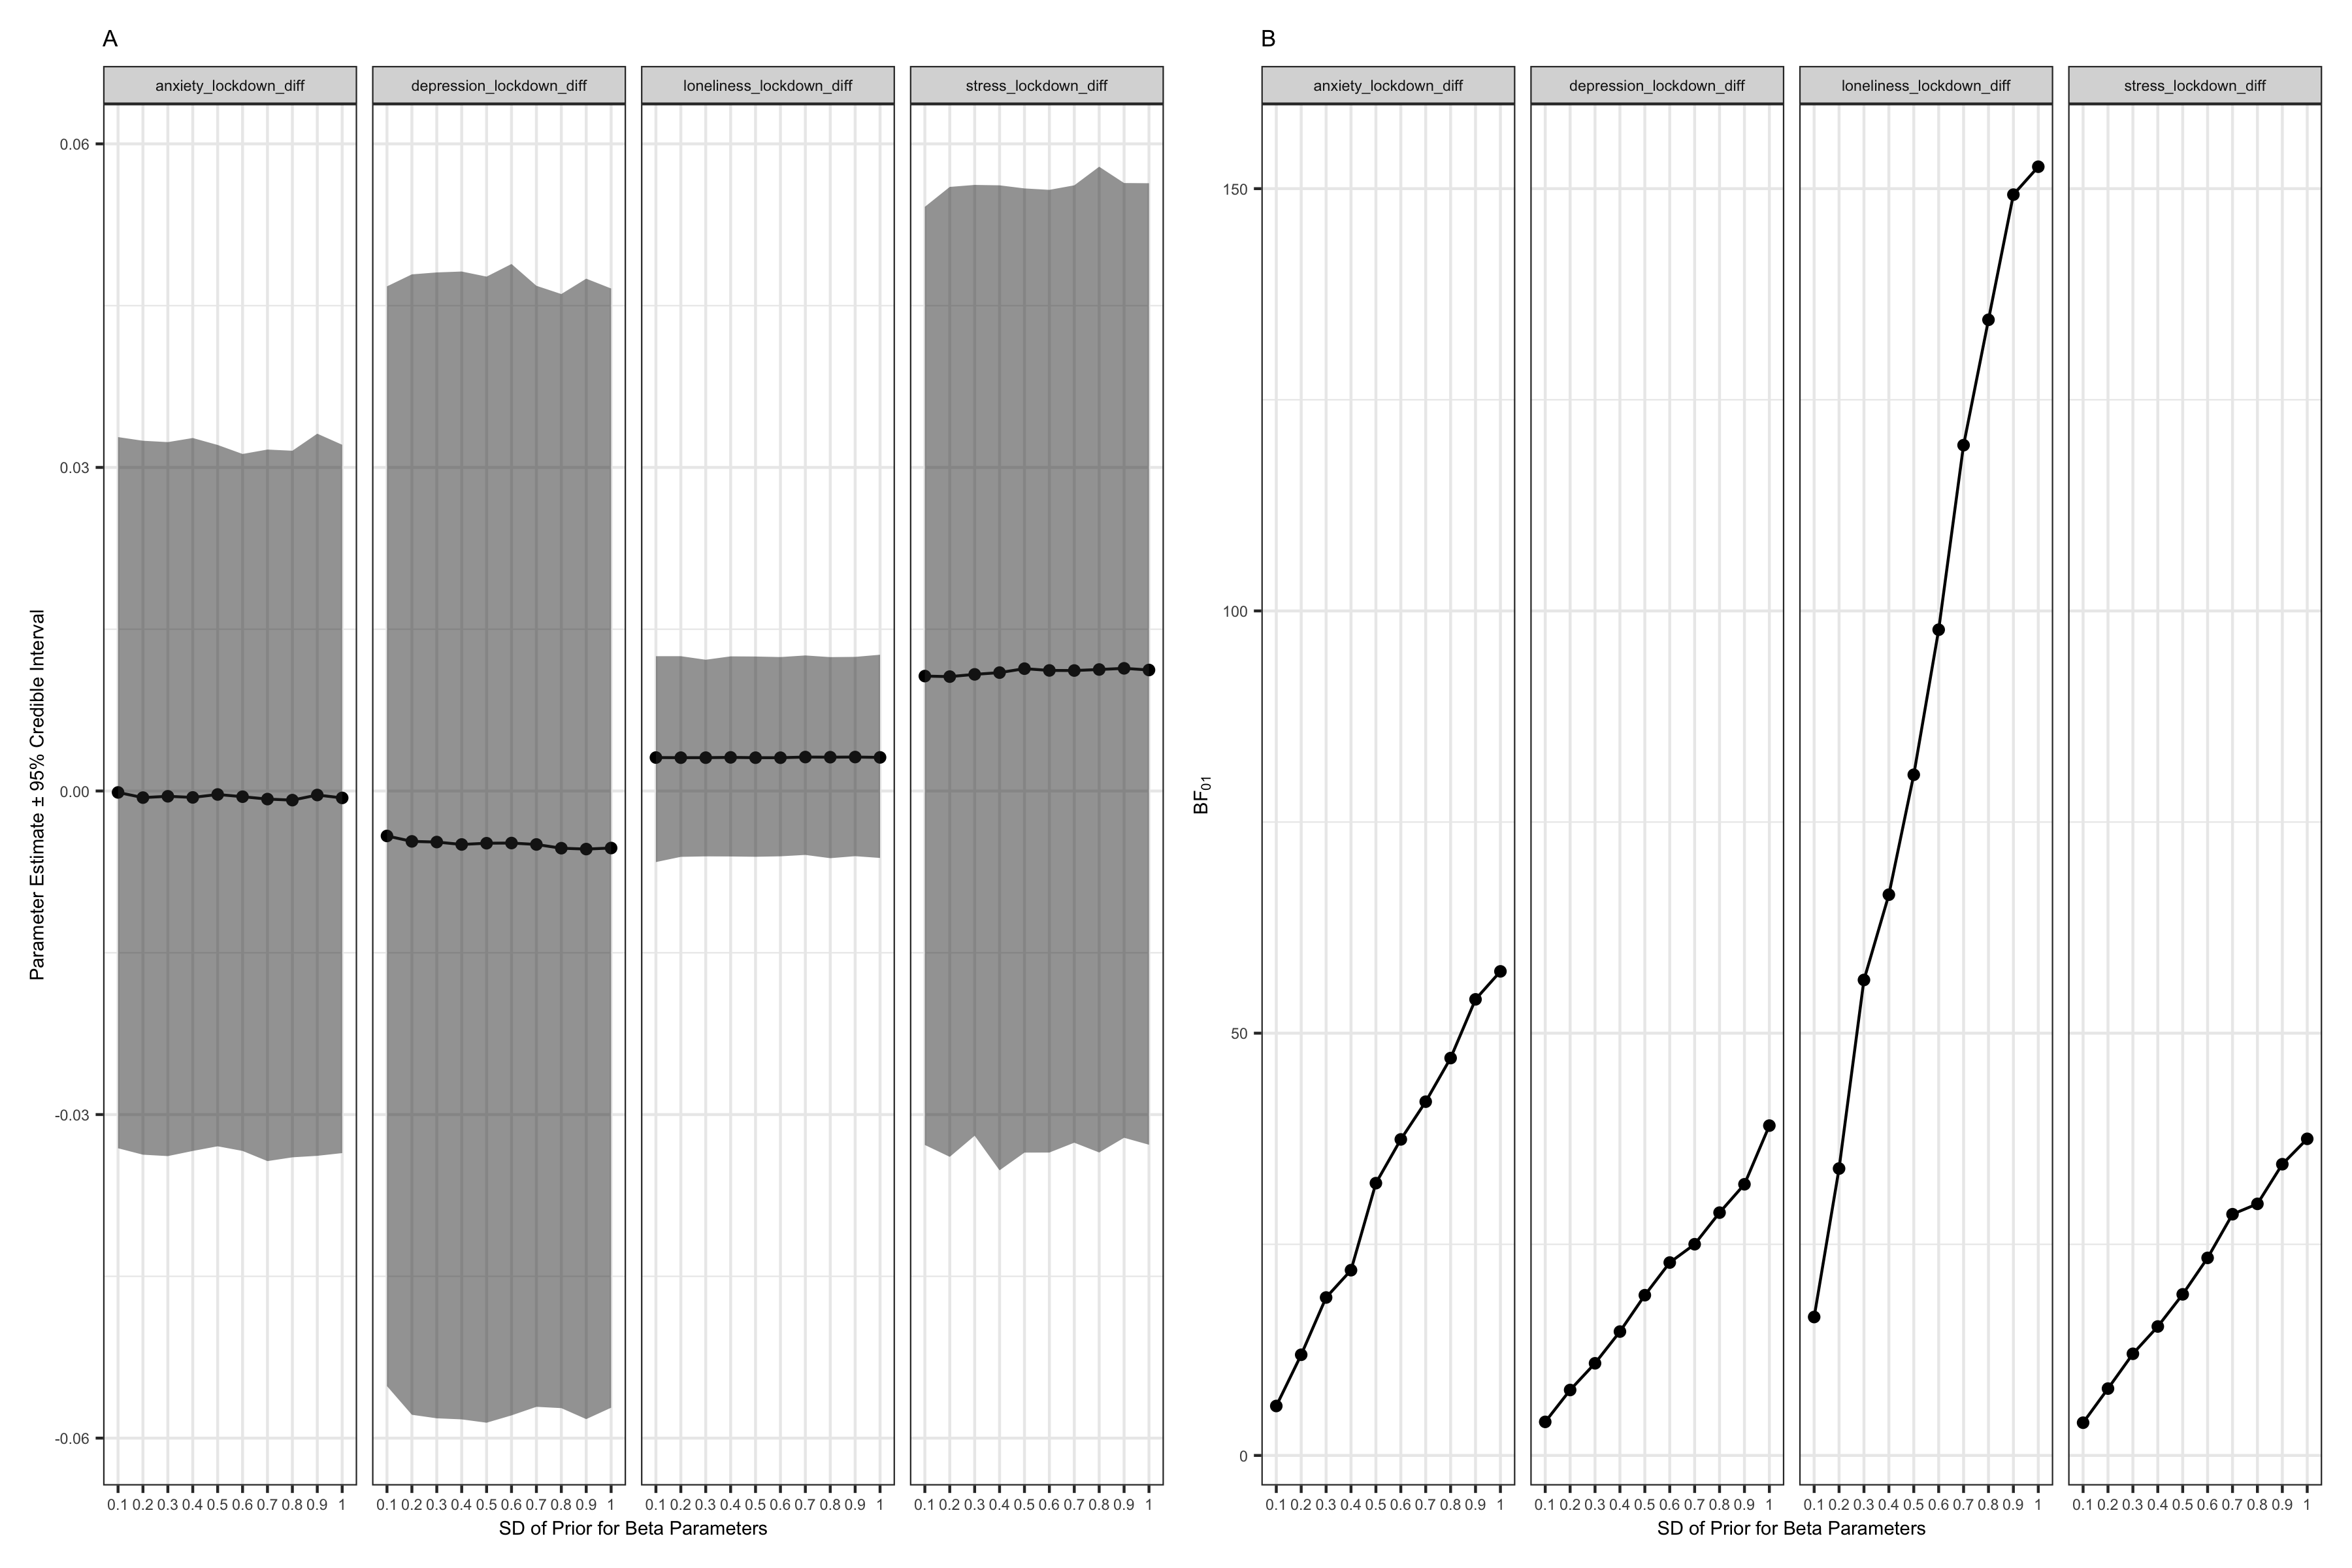 A
anxiety_lockdown_diff depression_lockdown_diff loneliness_lockdown_diff stress_lockdown_diff
0.06
0.03
0.00
-0.03
-0.06
Parameter Estimate ± 95% Credible Interval
0.1 0.2 0.3 0.4 0.5 0.6 0.7 0.8 0.9 1 0.1 0.2 0.3 0.4 0.5 0.6 0.7 0.8 0.9 1 0.1 0.2 0.3 0.4 0.5 0.6 0.7 0.8 0.9 1 0.1 0.2 0.3 0.4 0.5 0.6 0.7 0.8 0.9 1
SD of Prior for Beta Parameters
B
anxiety_lockdown_diff depression_lockdown_diff loneliness_lockdown_diff stress_lockdown_diff
150
100
50
0
BF₀₁
0.1 0.2 0.3 0.4 0.5 0.6 0.7 0.8 0.9 1 0.1 0.2 0.3 0.4 0.5 0.6 0.7 0.8 0.9 1 0.1 0.2 0.3 0.4 0.5 0.6 0.7 0.8 0.9 1 0.1 0.2 0.3 0.4 0.5 0.6 0.7 0.8 0.9 1
SD of Prior for Beta Parameters